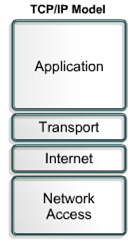 TCP/IP Model
Application
Transport
Internet
Network
Access